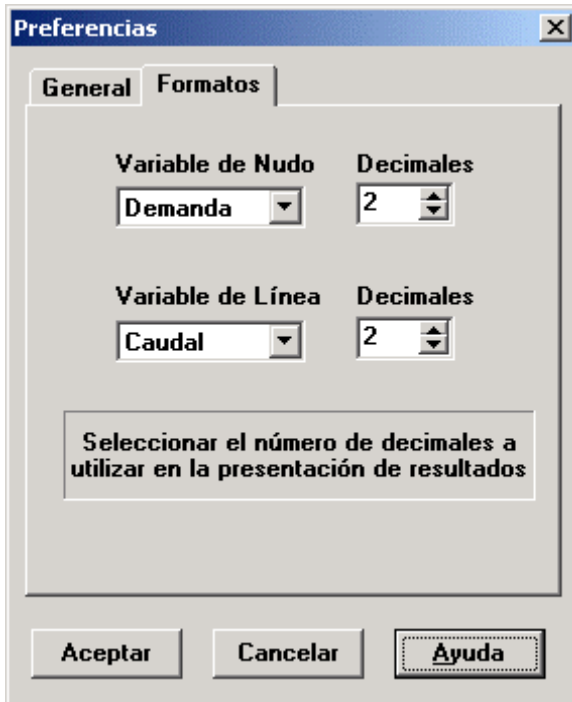 Preferencias
General Formatos
Variable de Nudo Decimales
Demanda 2
Variable de Línea Decimales
Caudal 2
Seleccionar el número de decimales a
utilizar en la presentación de resultados
Aceptar Cancelar Ayuda